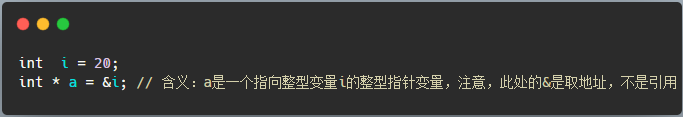 int  i = 20;
int * a = &i; // 含义：a是一个指向整型变量i的整型指针变量，注意，此处的&是取地址，不是引用